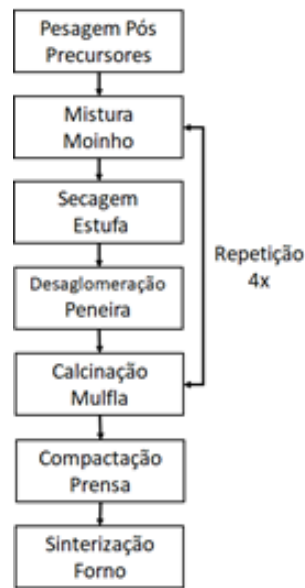 Pesagem Pós
Precursores
Mistura
Moinho
Secagem
Estufa
Desaglomeração
Peneira
Repetição
4x
Calcinação
Mulfla
Compactação
Prensa
Sinterização
Forno